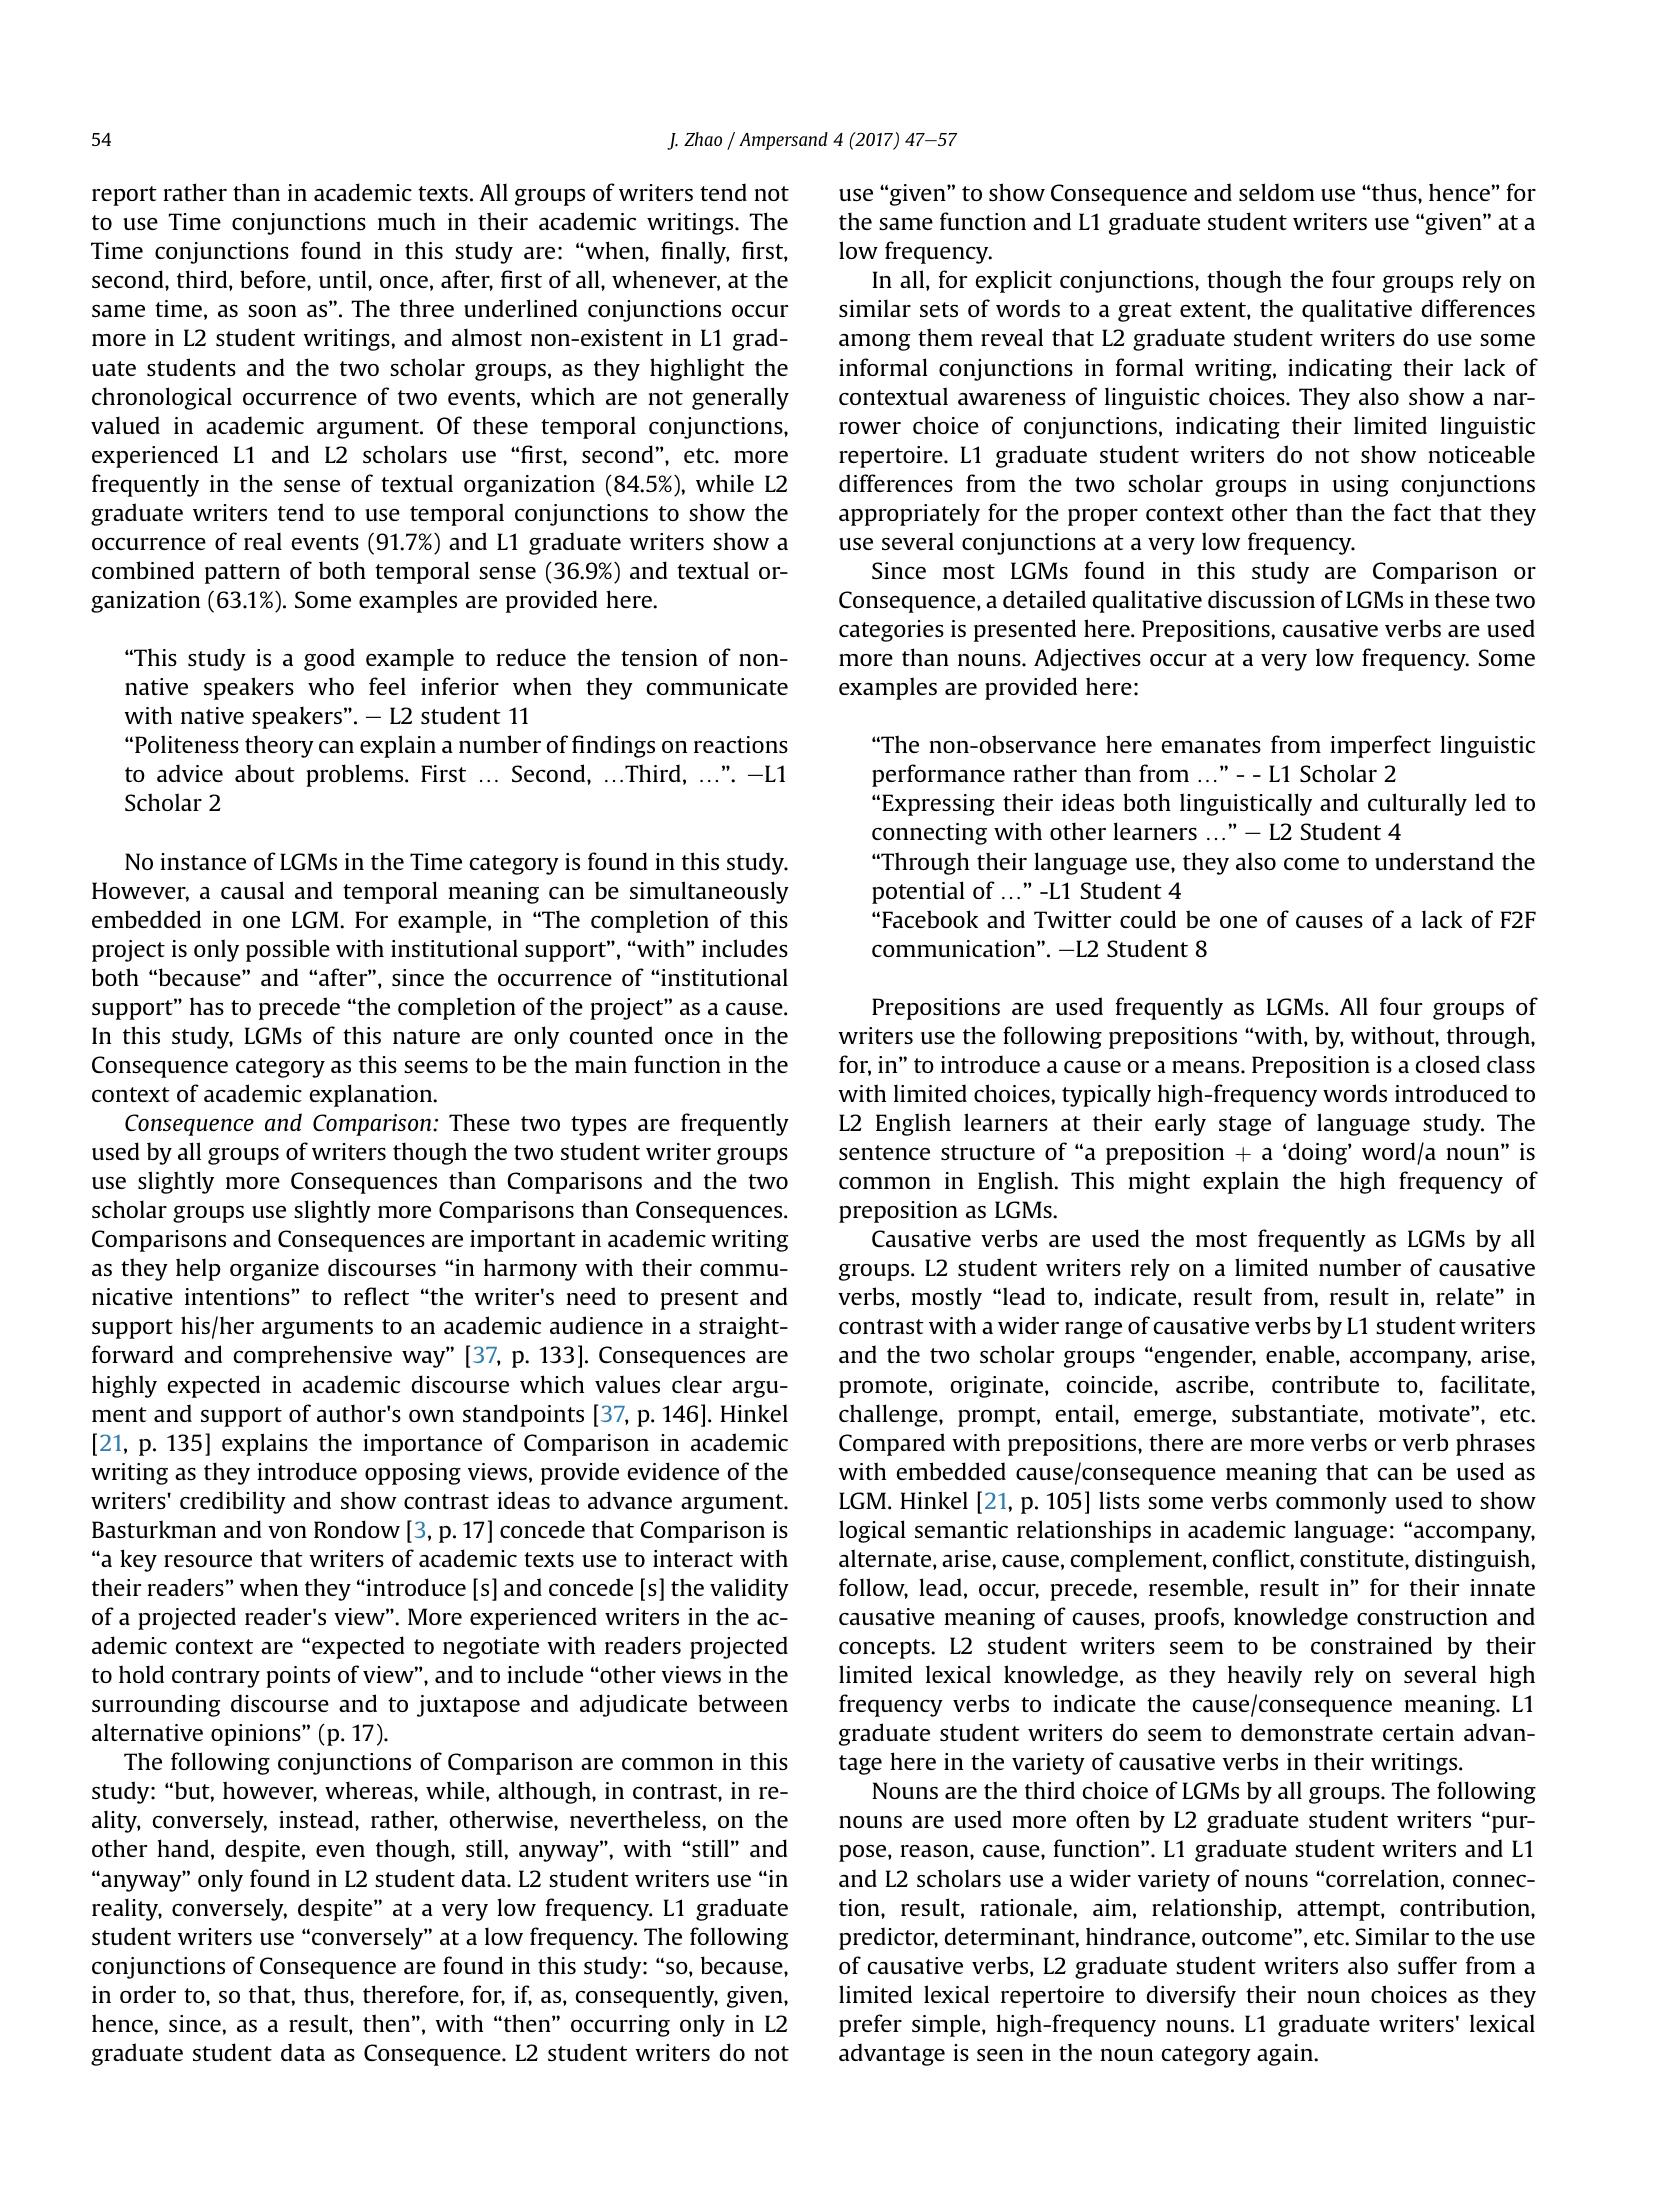 54
J. Zhao / Ampersand 4 (2017) 47–57
report rather than in academic texts. All groups of writers tend not
to use Time conjunctions much in their academic writings. The
Time conjunctions found in this study are: “when, finally, first,
second, third, before, until, once, after, first of all, whenever, at the
same time, as soon as”. The three underlined conjunctions occur
more in L2 student writings, and almost non-existent in L1 grad-
uate students and the two scholar groups, as they highlight the
chronological occurrence of two events, which are not generally
valued in academic argument. Of these temporal conjunctions,
experienced L1 and L2 scholars use “first, second”, etc. more
frequently in the sense of textual organization (84.5%), while L2
graduate writers tend to use temporal conjunctions to show the
occurrence of real events (91.7%) and L1 graduate writers show a
combined pattern of both temporal sense (36.9%) and textual or-
ganization (63.1%). Some examples are provided here.
“This study is a good example to reduce the tension of non-
native speakers who feel inferior when they communicate
with native speakers”. – L2 student 11
“Politeness theory can explain a number of findings on reactions
to advice about problems. First … Second, …Third, …”. –L1
Scholar 2
No instance of LGMs in the Time category is found in this study.
However, a causal and temporal meaning can be simultaneously
embedded in one LGM. For example, in “The completion of this
project is only possible with institutional support”, “with” includes
both “because” and “after”, since the occurrence of “institutional
support” has to precede “the completion of the project” as a cause.
In this study, LGMs of this nature are only counted once in the
Consequence category as this seems to be the main function in the
context of academic explanation.
Consequence and Comparison: These two types are frequently
used by all groups of writers though the two student writer groups
use slightly more Consequences than Comparisons and the two
scholar groups use slightly more Comparisons than Consequences.
Comparisons and Consequences are important in academic writing
as they help organize discourses “in harmony with their commu-
nicative intentions” to reflect “the writer's need to present and
support his/her arguments to an academic audience in a straight-
forward and comprehensive way” [37, p. 133]. Consequences are
highly expected in academic discourse which values clear argu-
ment and support of author's own standpoints [37, p. 146]. Hinkel
[21, p. 135] explains the importance of Comparison in academic
writing as they introduce opposing views, provide evidence of the
writers' credibility and show contrast ideas to advance argument.
Basturkman and von Rondow [3, p. 17] concede that Comparison is
“a key resource that writers of academic texts use to interact with
their readers” when they “introduce [s] and concede [s] the validity
of a projected reader's view”. More experienced writers in the ac-
ademic context are “expected to negotiate with readers projected
to hold contrary points of view”, and to include “other views in the
surrounding discourse and to juxtapose and adjudicate between
alternative opinions” (p. 17).
The following conjunctions of Comparison are common in this
study: “but, however, whereas, while, although, in contrast, in re-
ality, conversely, instead, rather, otherwise, nevertheless, on the
other hand, despite, even though, still, anyway”, with “still” and
“anyway” only found in L2 student data. L2 student writers use “in
reality, conversely, despite” at a very low frequency. L1 graduate
student writers use “conversely” at a low frequency. The following
conjunctions of Consequence are found in this study: “so, because,
in order to, so that, thus, therefore, for, if, as, consequently, given,
hence, since, as a result, then”, with “then” occurring only in L2
graduate student data as Consequence. L2 student writers do not
use “given” to show Consequence and seldom use “thus, hence” for
the same function and L1 graduate student writers use “given” at a
low frequency.
In all, for explicit conjunctions, though the four groups rely on
similar sets of words to a great extent, the qualitative differences
among them reveal that L2 graduate student writers do use some
informal conjunctions in formal writing, indicating their lack of
contextual awareness of linguistic choices. They also show a nar-
rower choice of conjunctions, indicating their limited linguistic
repertoire. L1 graduate student writers do not show noticeable
differences from the two scholar groups in using conjunctions
appropriately for the proper context other than the fact that they
use several conjunctions at a very low frequency.
Since most LGMs found in this study are Comparison or
Consequence, a detailed qualitative discussion of LGMs in these two
categories is presented here. Prepositions, causative verbs are used
more than nouns. Adjectives occur at a very low frequency. Some
examples are provided here:
“The non-observance here emanates from imperfect linguistic
performance rather than from …” - - L1 Scholar 2
“Expressing their ideas both linguistically and culturally led to
connecting with other learners …” – L2 Student 4
“Through their language use, they also come to understand the
potential of …” -L1 Student 4
“Facebook and Twitter could be one of causes of a lack of F2F
communication”. –L2 Student 8
Prepositions are used frequently as LGMs. All four groups of
writers use the following prepositions “with, by, without, through,
for, in” to introduce a cause or a means. Preposition is a closed class
with limited choices, typically high-frequency words introduced to
L2 English learners at their early stage of language study. The
sentence structure of “a preposition + a ‘doing’ word/a noun” is
common in English. This might explain the high frequency of
preposition as LGMs.
Causative verbs are used the most frequently as LGMs by all
groups. L2 student writers rely on a limited number of causative
verbs, mostly “lead to, indicate, result from, result in, relate” in
contrast with a wider range of causative verbs by L1 student writers
and the two scholar groups “engender, enable, accompany, arise,
promote, originate, coincide, ascribe, contribute to, facilitate,
challenge, prompt, entail, emerge, substantiate, motivate”, etc.
Compared with prepositions, there are more verbs or verb phrases
with embedded cause/consequence meaning that can be used as
LGM. Hinkel [21, p. 105] lists some verbs commonly used to show
logical semantic relationships in academic language: “accompany,
alternate, arise, cause, complement, conflict, constitute, distinguish,
follow, lead, occur, precede, resemble, result in” for their innate
causative meaning of causes, proofs, knowledge construction and
concepts. L2 student writers seem to be constrained by their
limited lexical knowledge, as they heavily rely on several high
frequency verbs to indicate the cause/consequence meaning. L1
graduate student writers do seem to demonstrate certain advan-
tage here in the variety of causative verbs in their writings.
Nouns are the third choice of LGMs by all groups. The following
nouns are used more often by L2 graduate student writers “pur-
pose, reason, cause, function”. L1 graduate student writers and L1
and L2 scholars use a wider variety of nouns “correlation, connec-
tion, result, rationale, aim, relationship, attempt, contribution,
predictor, determinant, hindrance, outcome”, etc. Similar to the use
of causative verbs, L2 graduate student writers also suffer from a
limited lexical repertoire to diversify their noun choices as they
prefer simple, high-frequency nouns. L1 graduate writers' lexical
advantage is seen in the noun category again.